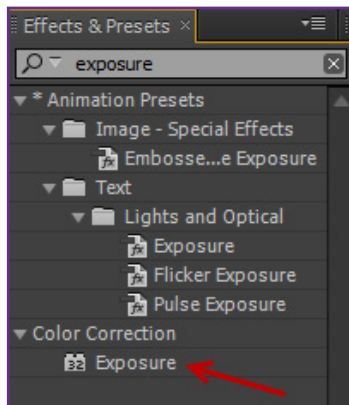 Effects & Presets ×
exposure
* Animation Presets
Image - Special Effects
Embosse...e Exposure
Text
Lights and Optical
Exposure
Flicker Exposure
Pulse Exposure
Color Correction
32 Exposure